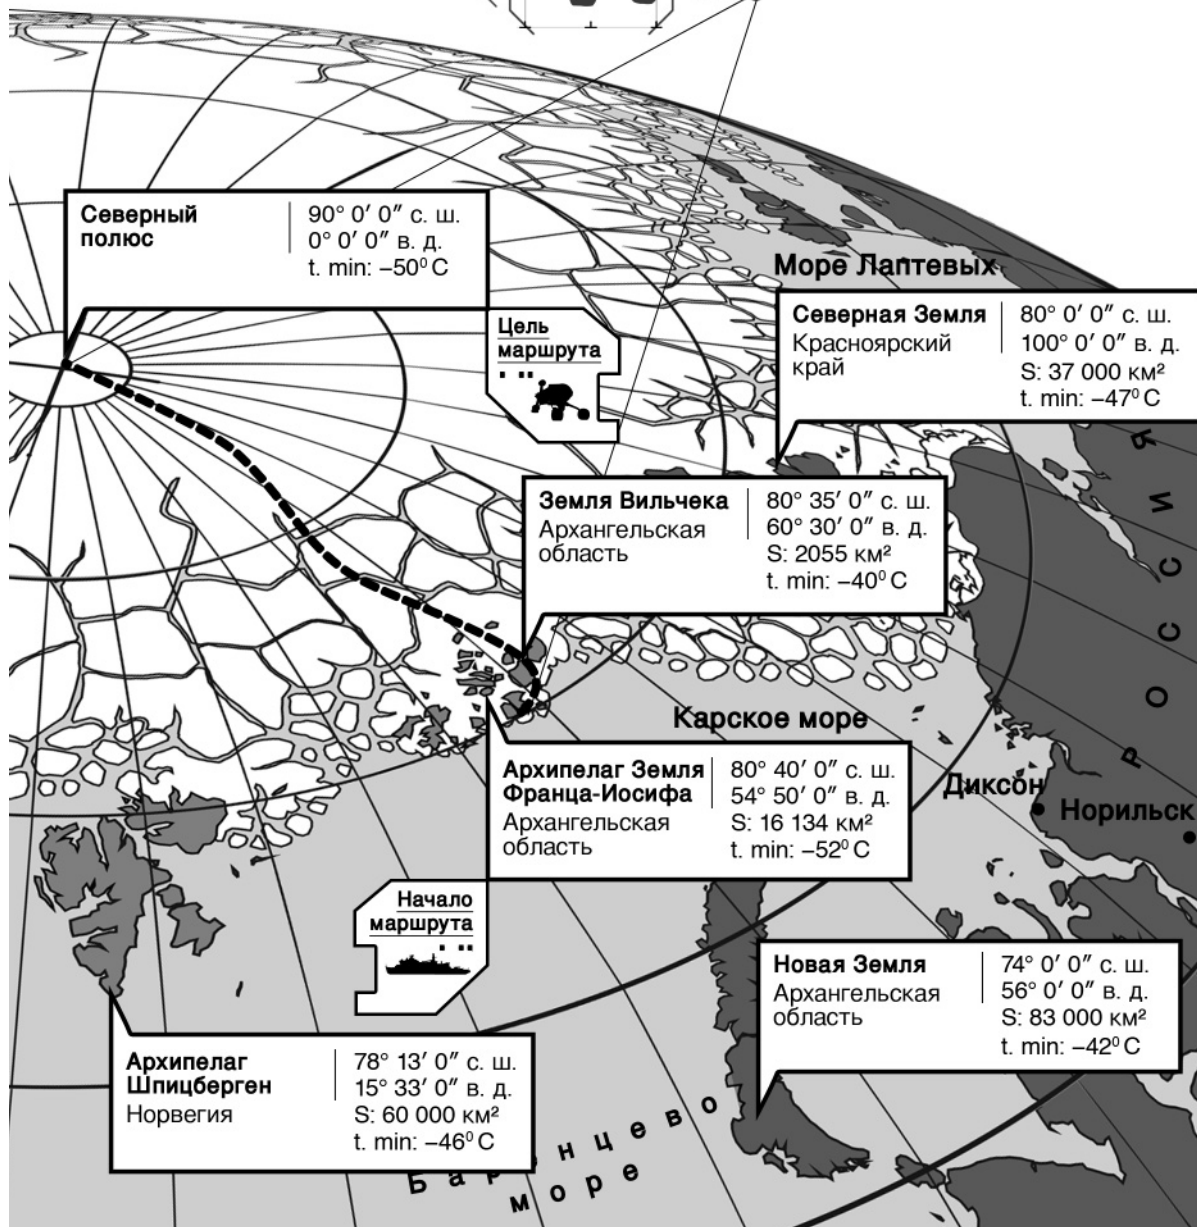 Северный
полюс
90° 0′ 0″ с. ш.
0° 0′ 0″ в. д.
t. min: –50⁰ C
Море Лаптевых
Цель
маршрута
Северная Земля
Красноярский
край
80° 0′ 0″ с. ш.
100° 0′ 0″ в. д.
S: 37 000 км²
t. min: –47⁰ C
Земля Вильчека
Архангельская
область
80° 35′ 0″ с. ш.
60° 30′ 0″ в. д.
S: 2055 км²
t. min: –40⁰ C
РОССИЯ
Карское море
Архипелаг Земля
Франца-Иосифа
Архангельская
область
80° 40′ 0″ с. ш.
54° 50′ 0″ в. д.
S: 16 134 км²
t. min: –52⁰ C
Диксон
Норильск
Начало
маршрута
Новая Земля
Архангельская
область
74° 0′ 0″ с. ш.
56° 0′ 0″ в. д.
S: 83 000 км²
t. min: –42⁰ C
Архипелаг
Шпицберген
Норвегия
78° 13′ 0″ с. ш.
15° 33′ 0″ в. д.
S: 60 000 км²
t. min: –46⁰ C
Баренцево
море